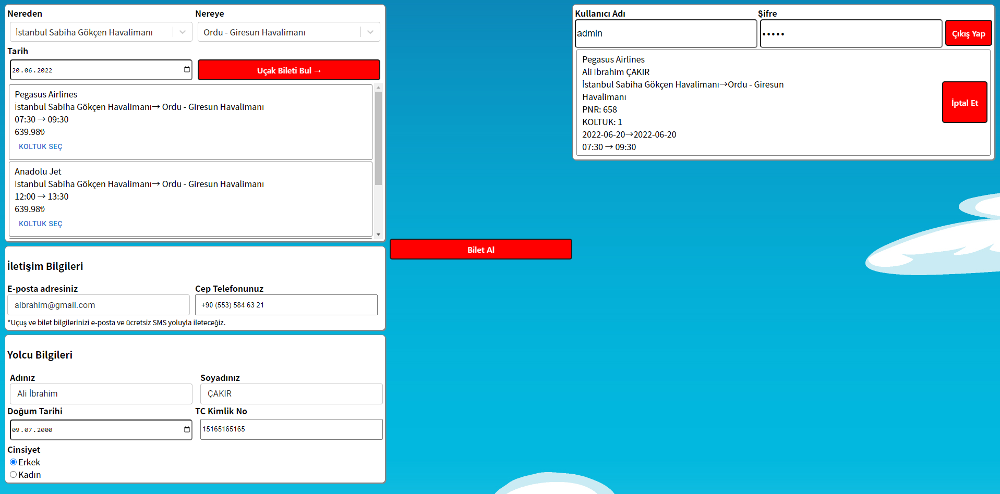 Nereden
Nereye
İstanbul Sabiha Gökçen Havalimanı
Ordu - Giresun Havalimanı
Tarih
20.06.2022
Uçak Bileti Bul →
Pegasus Airlines
İstanbul Sabiha Gökçen Havalimanı→ Ordu - Giresun Havalimanı
07:30 → 09:30
639.98₺
KOLTUK SEÇ
Anadolu Jet
İstanbul Sabiha Gökçen Havalimanı→ Ordu - Giresun Havalimanı
12:00 → 13:30
639.98₺
KOLTUK SEÇ
İletişim Bilgileri
E-posta adresiniz
Cep Telefonunuz
aibrahim@gmail.com
+90 (553) 584 63 21
*Uçuş ve bilet bilgilerinizi e-posta ve ücretsiz SMS yoluyla ileteceğiz.
Yolcu Bilgileri
Adınız
Soyadınız
Ali İbrahim
ÇAKIR
Doğum Tarihi
TC Kimlik No
09.07.2000
15165165165
Cinsiyet
Erkek
Kadın
Bilet Al
Kullanıcı Adı
Şifre
admin
•••••
Çıkış Yap
Pegasus Airlines
Ali İbrahim ÇAKIR
İstanbul Sabiha Gökçen Havalimanı→Ordu - Giresun
Havalimanı
PNR: 658
KOLTUK: 1
2022-06-20→2022-06-20
07:30 → 09:30
İptal Et